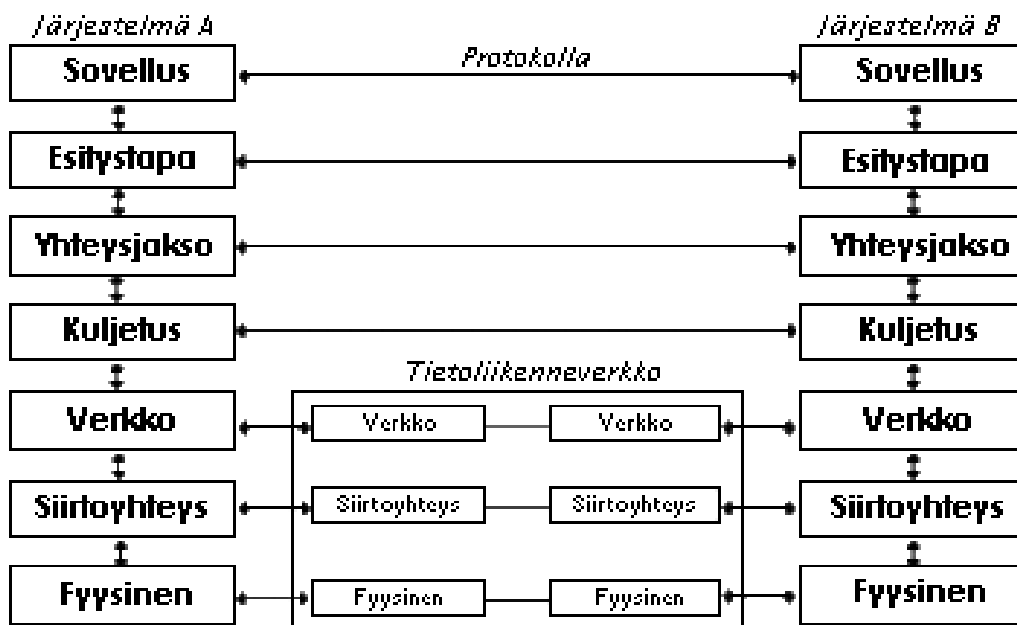 Järjestelmä A Järjestelmä B
Sovellus Protokolla Sovellus
Esitystapa Esitystapa
Yhteysjakso Yhteysjakso
Kuljetus Kuljetus
Tietoliikenneverkko
Verkko Verkko Verkko Verkko
Siirtoyhteys Siirtoyhteys Siirtoyhteys Siirtoyhteys
Fyysinen Fyysinen Fyysinen Fyysinen